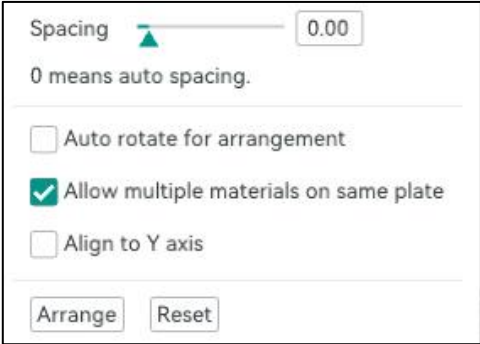 Spacing 0.00
0 means auto spacing.
Auto rotate for arrangement
Allow multiple materials on same plate
Align to Y axis
Arrange Reset